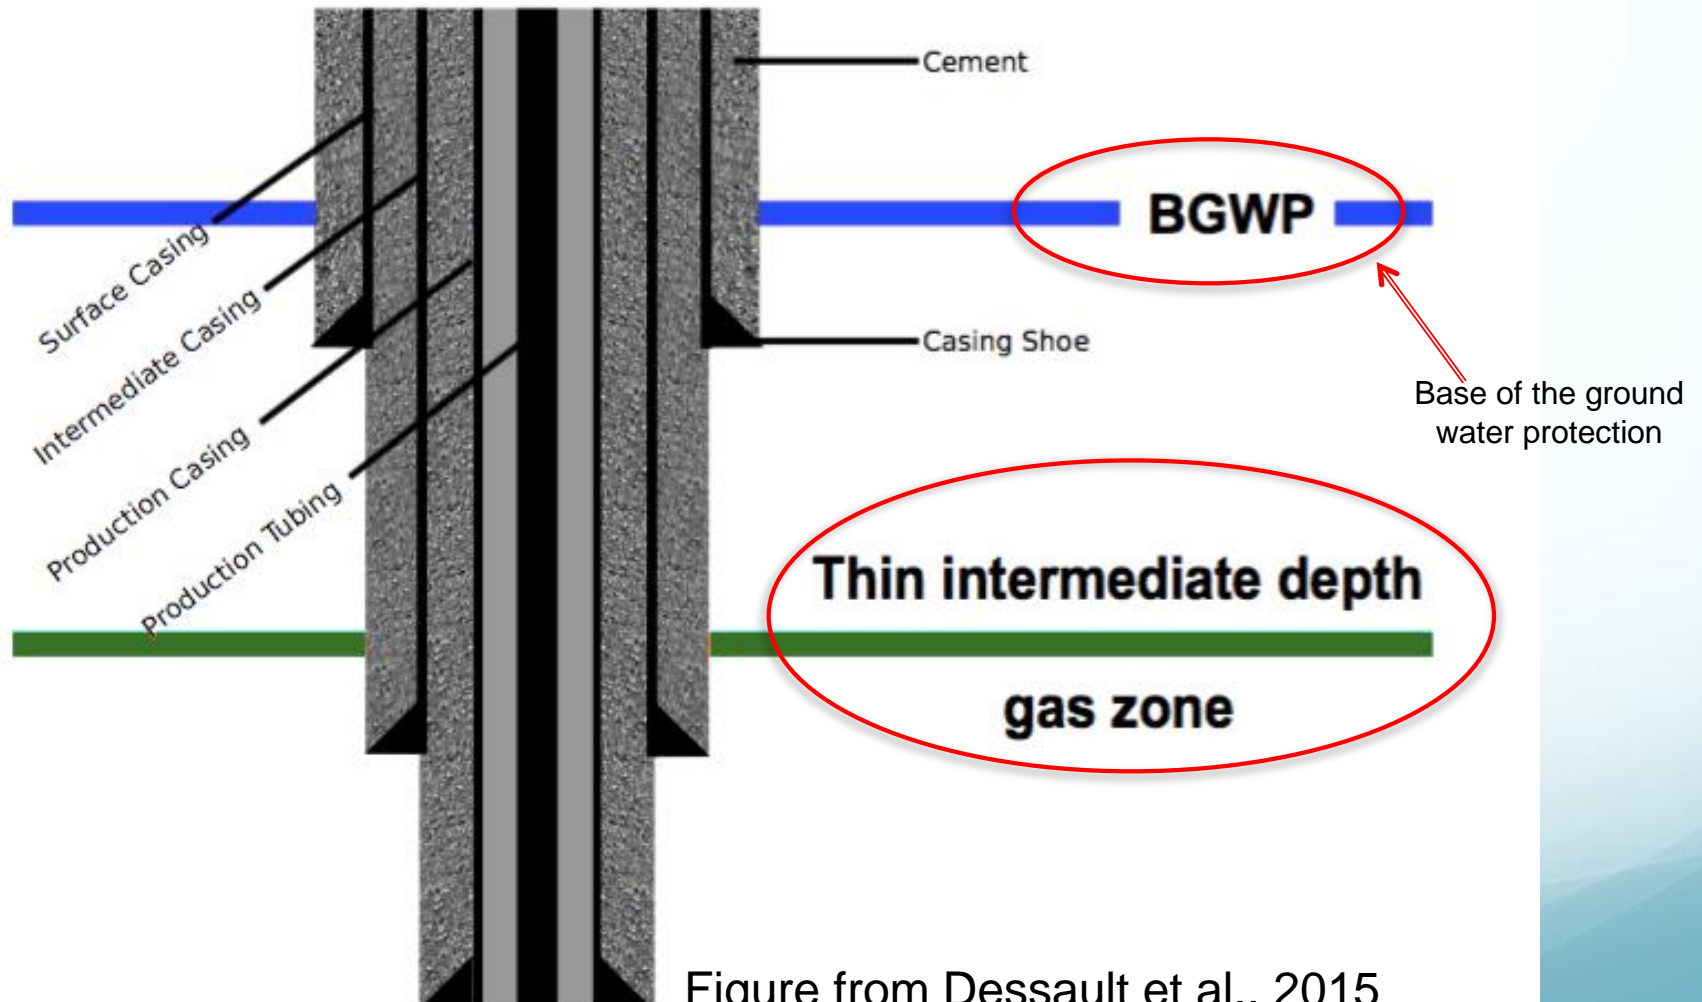 Cement
BGWP
Surface Casing
Intermediate Casing
Production Casing
Production Tubing
Casing Shoe
Base of the ground
water protection
Thin intermediate depth
gas zone
Figure from Dessault et al., 2015